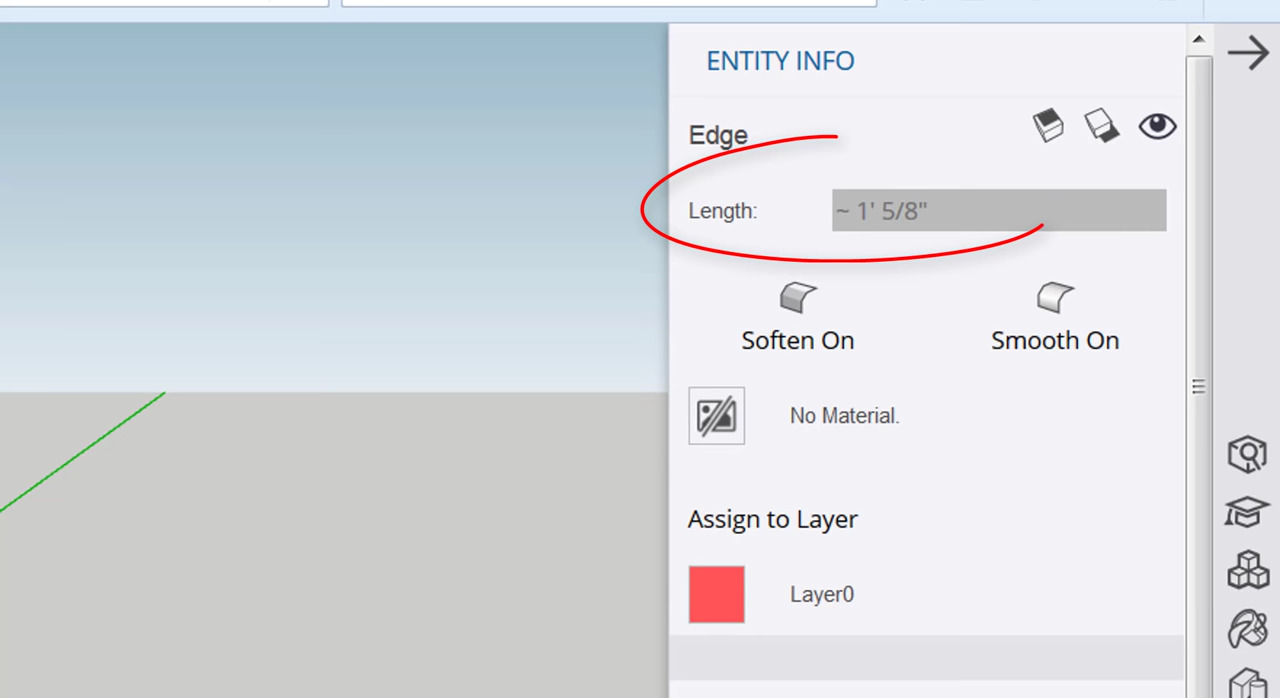 ENTITY INFO
Edge
Length: ~ 1' 5/8"
Soften On Smooth On
No Material.
Assign to Layer
Layer0